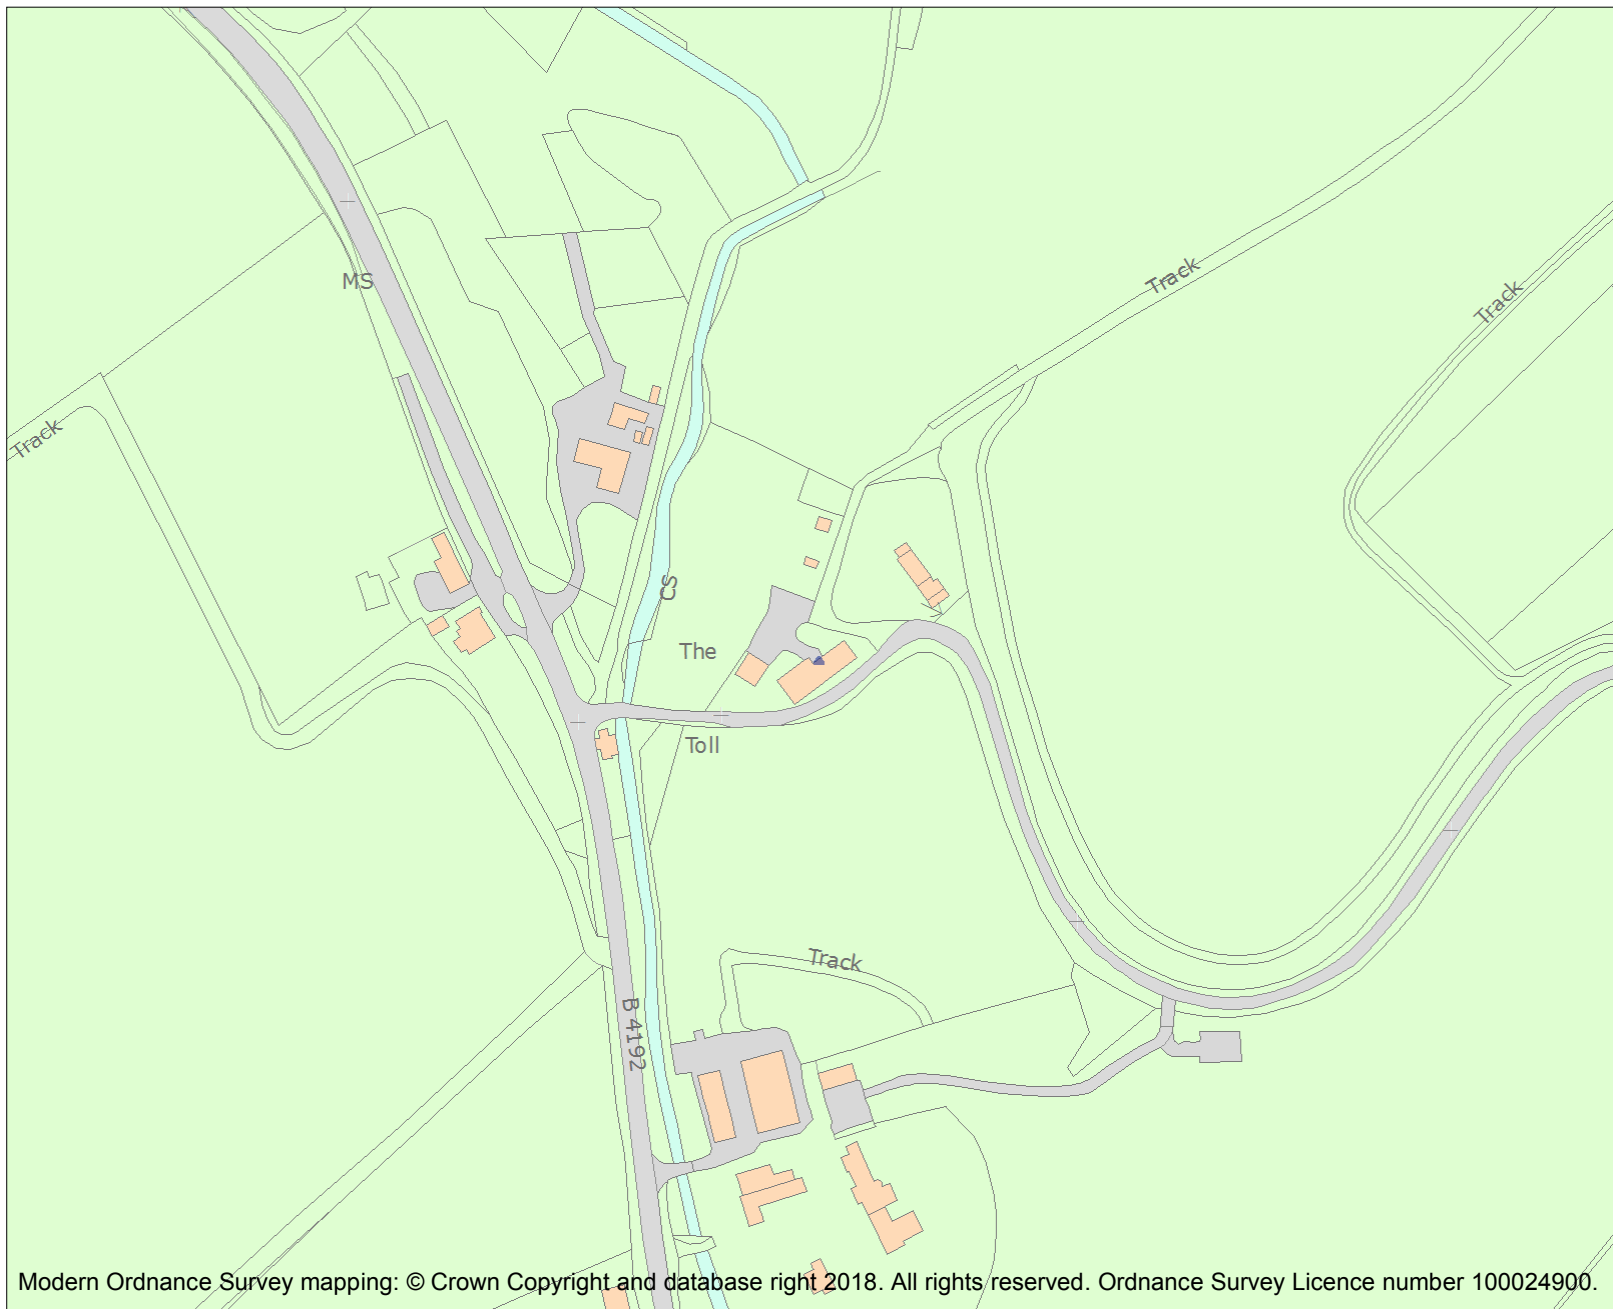 Track
Track
MS
Track
CS
The
Toll
Track
B 4192
Modern Ordnance Survey mapping: © Crown Copyright and database right 2018. All rights reserved. Ordnance Survey Licence number 100024900.